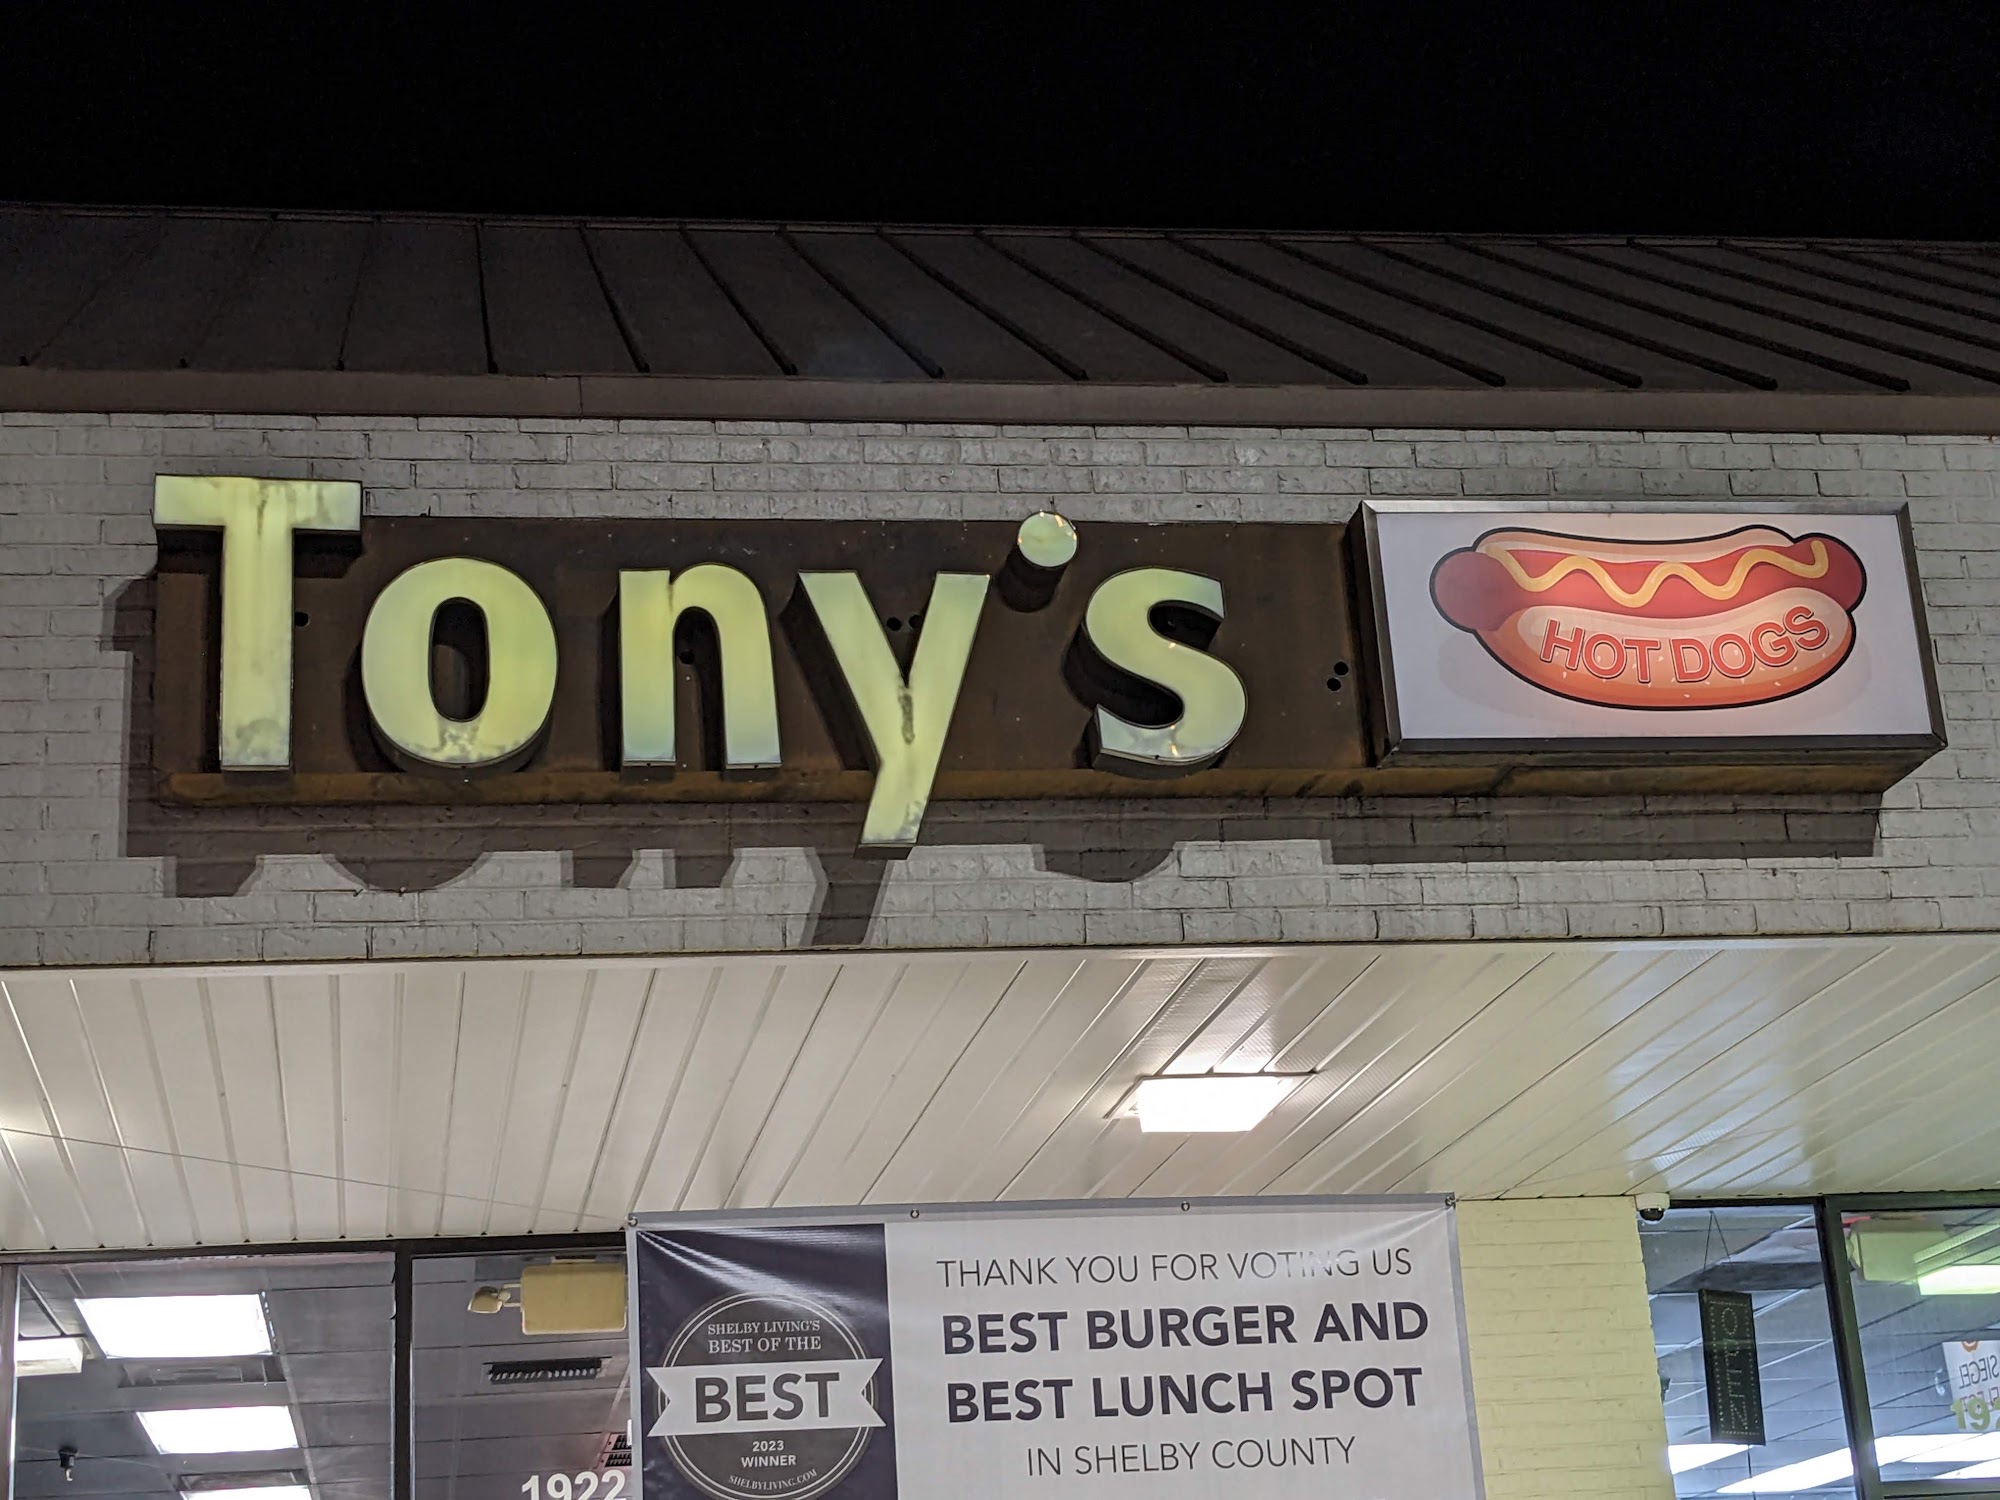 Tony's
HOT DOGS
THANK YOU FOR VOTING US
BEST BURGER AND
BEST LUNCH SPOT
IN SHELBY COUNTY
SHELBY LIVING'S
BEST OF THE
BEST
2023
WINNER
SHELBYLIVING.COM
1922
OPEN
SIEGEL